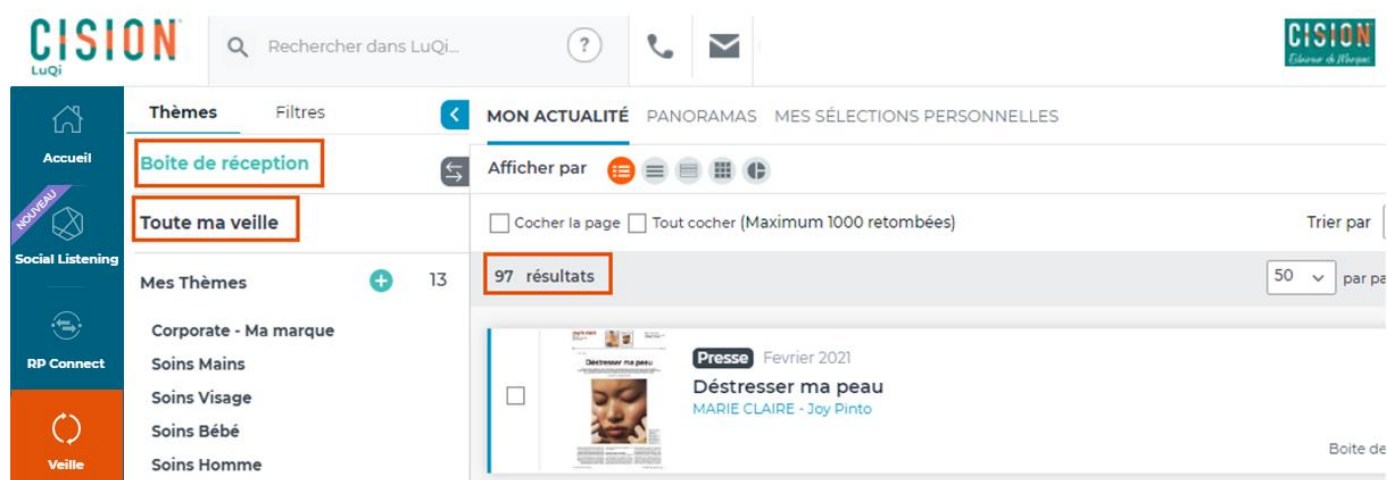 CISION
LuQi
Rechercher dans LuQi...
?
CISION
Thèmes
Filtres
MON ACTUALITÉ PANORAMAS MES SÉLECTIONS PERSONNELLES
Accueil
Boite de réception
Afficher par
NOUVEAU
Toute ma veille
Cocher la page Tout cocher (Maximum 1000 retombées)
Trier par
Social Listening
Mes Thèmes 13
97 résultats
50 par pa
Corporate - Ma marque
RP Connect
Soins Mains
Soins Visage
Soins Bébé
Soins Homme
Veille
Déstresser ma peau
Presse Fevrier 2021
Déstresser ma peau
MARIE CLAIRE - Joy Pinto
Boite de